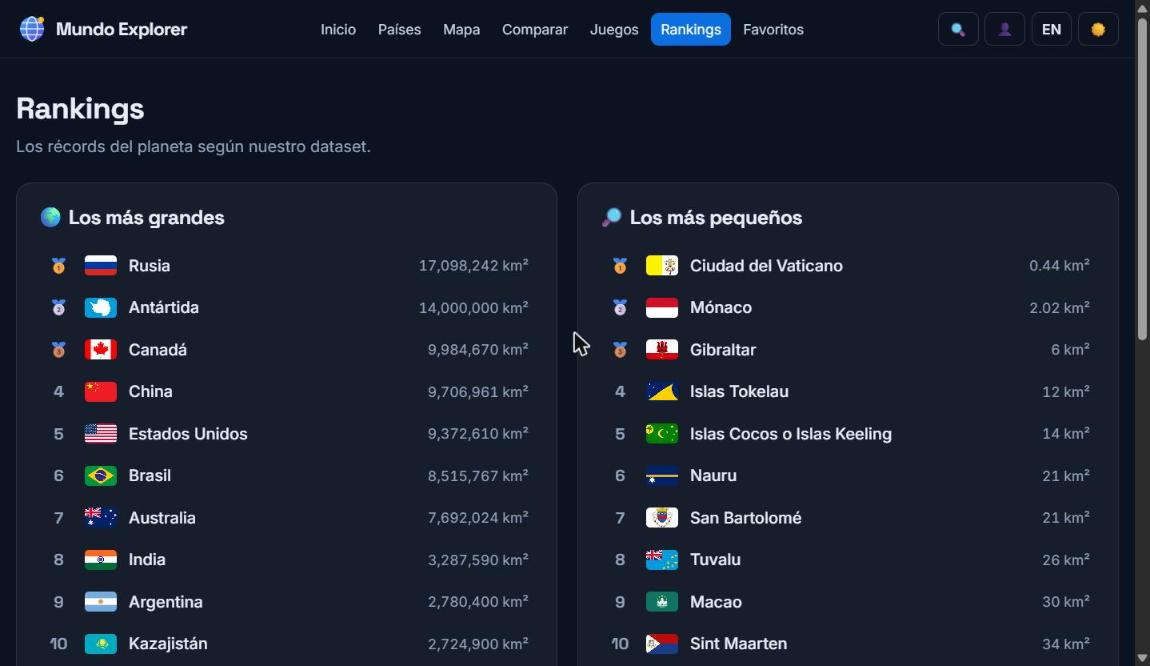 Mundo Explorer
Inicio Países Mapa Comparar Juegos Rankings Favoritos EN
Rankings
Los récords del planeta según nuestro dataset.
Los más grandes
1 Rusia 17,098,242 km²
2 Antártida 14,000,000 km²
3 Canadá 9,984,670 km²
4 China 9,706,961 km²
5 Estados Unidos 9,372,610 km²
6 Brasil 8,515,767 km²
7 Australia 7,692,024 km²
8 India 3,287,590 km²
9 Argentina 2,780,400 km²
10 Kazajistán 2,724,900 km²
Los más pequeños
1 Ciudad del Vaticano 0.44 km²
2 Mónaco 2.02 km²
3 Gibraltar 6 km²
4 Islas Tokelau 12 km²
5 Islas Cocos o Islas Keeling 14 km²
6 Nauru 21 km²
7 San Bartolomé 21 km²
8 Tuvalu 26 km²
9 Macao 30 km²
10 Sint Maarten 34 km²